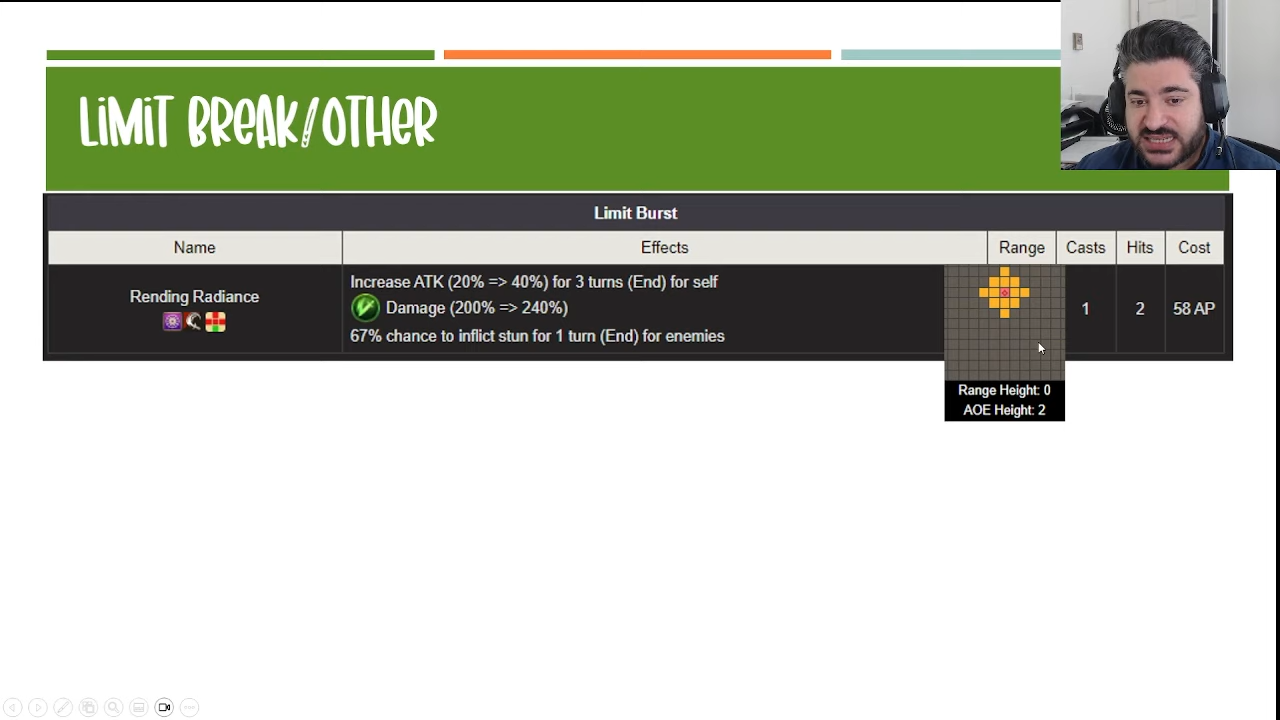 LIMIT BREAK/OTHER
Limit Burst
Name Effects Range Casts Hits Cost
Increase ATK (20% => 40%) for 3 turns (End) for self
Rending Radiance Damage (200% => 240%) 1 2 58 AP
67% chance to inflict stun for 1 turn (End) for enemies
Range Height: 0
AOE Height: 2